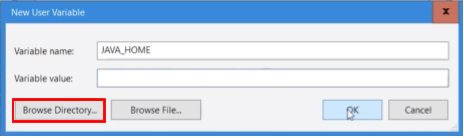 New User Variable
x
Variable name: JAVA_HOME
Variable value:
Browse Directory... Browse File... OK Cancel